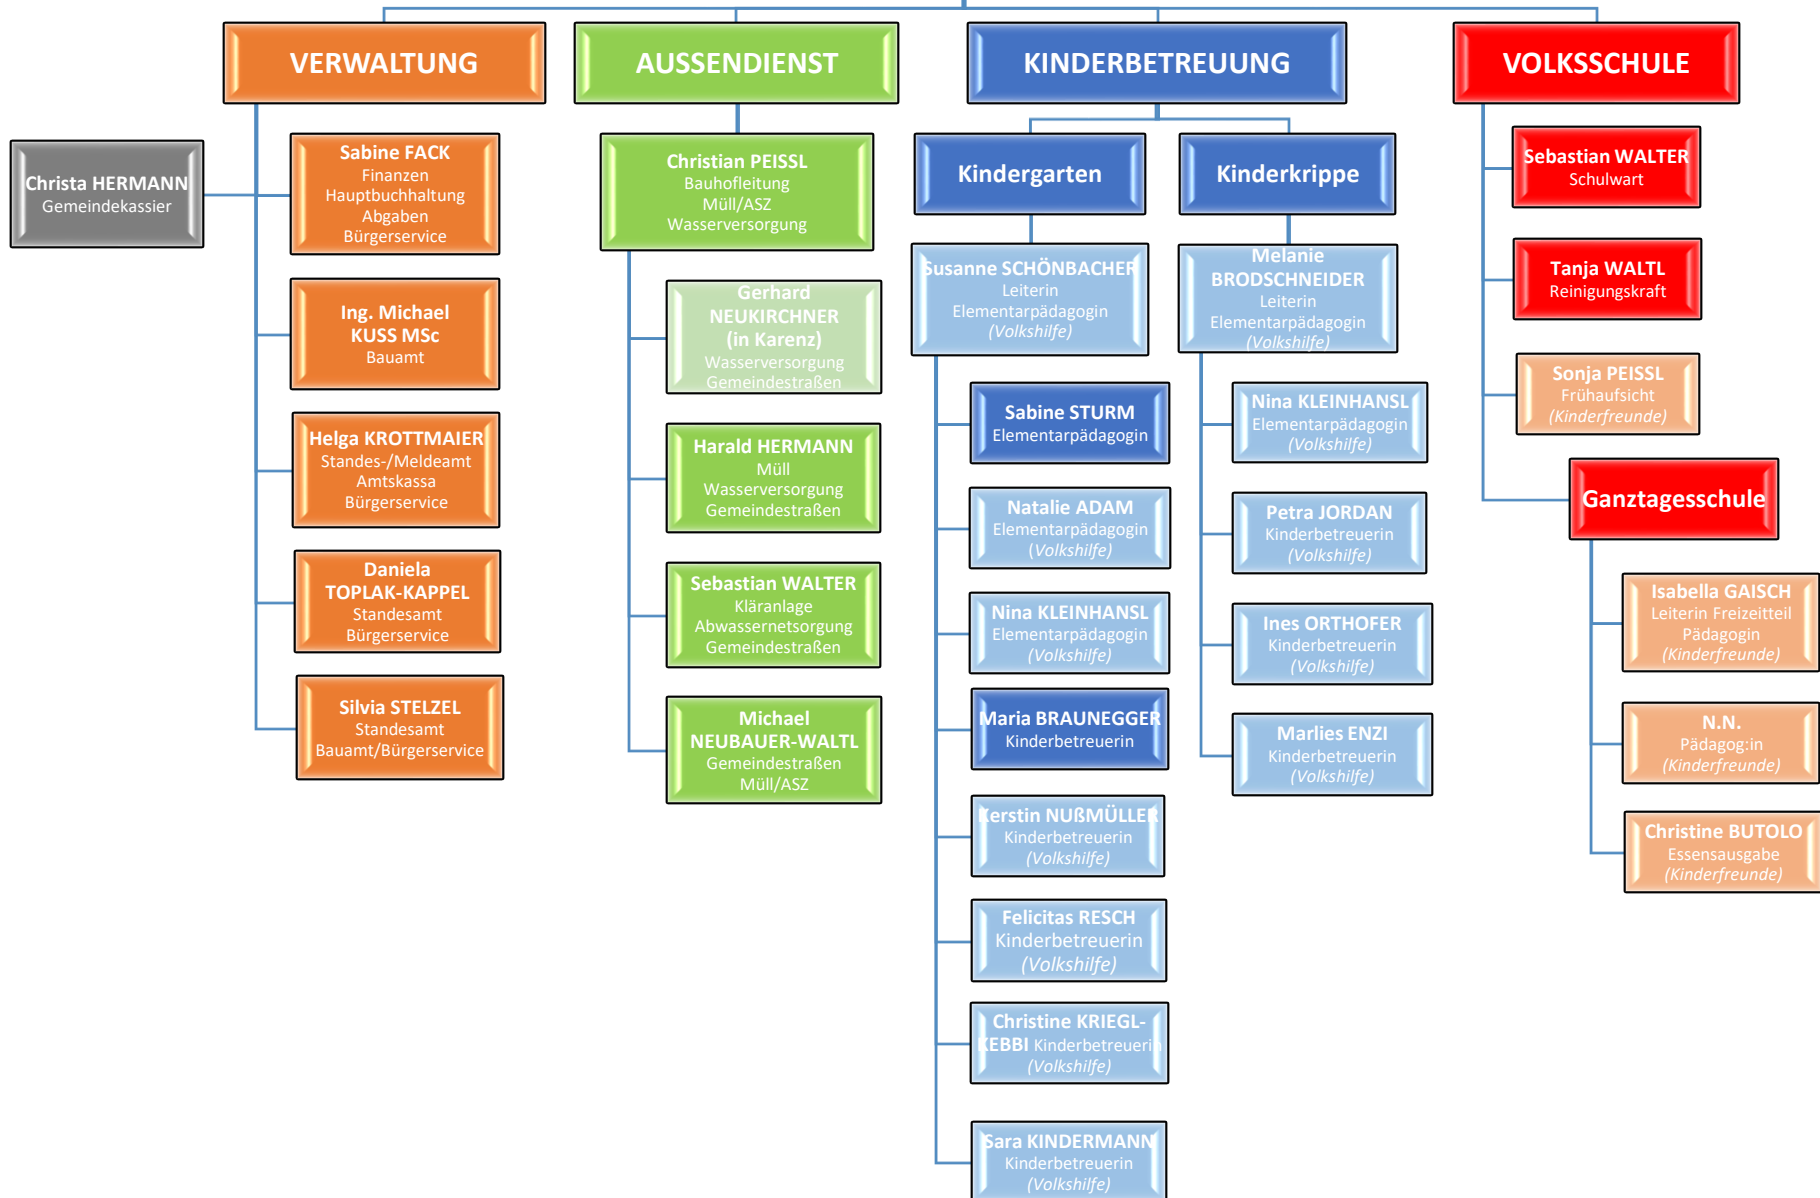 VERWALTUNG
Christa HERMANN
Gemeindekassier
Sabine FACK
Finanzen
Hauptbuchhaltung
Abgaben
Bürgerservice
Ing. Michael
KUSS MSc
Bauamt
Helga KROTTMAIER
Standes-/Meldeamt
Amtskassa
Bürgerservice
Daniela
TOPLAK-KAPPEL
Standesamt
Bürgerservice
Silvia STELZEL
Standesamt
Bauamt/Bürgerservice
AUSSENDIENST
Christian PEISSL
Bauhofleitung
Müll/ASZ
Wasserversorgung
Gerhard
NEUKIRCHNER
(in Karenz)
Wasserversorgung
Gemeindestraßen
Harald HERMANN
Müll
Wasserversorgung
Gemeindestraßen
Sebastian WALTER
Kläranlage
Abwassernetsorgung
Gemeindestraßen
Michael
NEUBAUER-WALTL
Gemeindestraßen
Müll/ASZ
KINDERBETREUUNG
Kindergarten
Susanne SCHÖNBACHER
Leiterin
Elementarpädagogin
(Volkshilfe)
Sabine STURM
Elementarpädagogin
Natalie ADAM
Elementarpädagogin
(Volkshilfe)
Nina KLEINHANSL
Elementarpädagogin
(Volkshilfe)
Maria BRAUNEGGER
Kinderbetreuerin
Kerstin NUßMÜLLER
Kinderbetreuerin
(Volkshilfe)
Felicitas RESCH
Kinderbetreuerin
(Volkshilfe)
Christine KRIEGL-
KEBBI Kinderbetreuerin
(Volkshilfe)
Sara KINDERMANN
Kinderbetreuerin
(Volkshilfe)
Kinderkrippe
Melanie
BRODSCHNEIDER
Leiterin
Elementarpädagogin
(Volkshilfe)
Nina KLEINHANSL
Elementarpädagogin
(Volkshilfe)
Petra JORDAN
Kinderbetreuerin
(Volkshilfe)
Ines ORTHOFER
Kinderbetreuerin
(Volkshilfe)
Marlies ENZI
Kinderbetreuerin
(Volkshilfe)
VOLKSSCHULE
Sebastian WALTER
Schulwart
Tanja WALTL
Reinigungskraft
Sonja PEISSL
Frühaufsicht
(Kinderfreunde)
Ganztagesschule
Isabella GAISCH
Leiterin Freizeitteil
Pädagogin
(Kinderfreunde)
N.N.
Pädagog:in
(Kinderfreunde)
Christine BUTOLO
Essensausgabe
(Kinderfreunde)